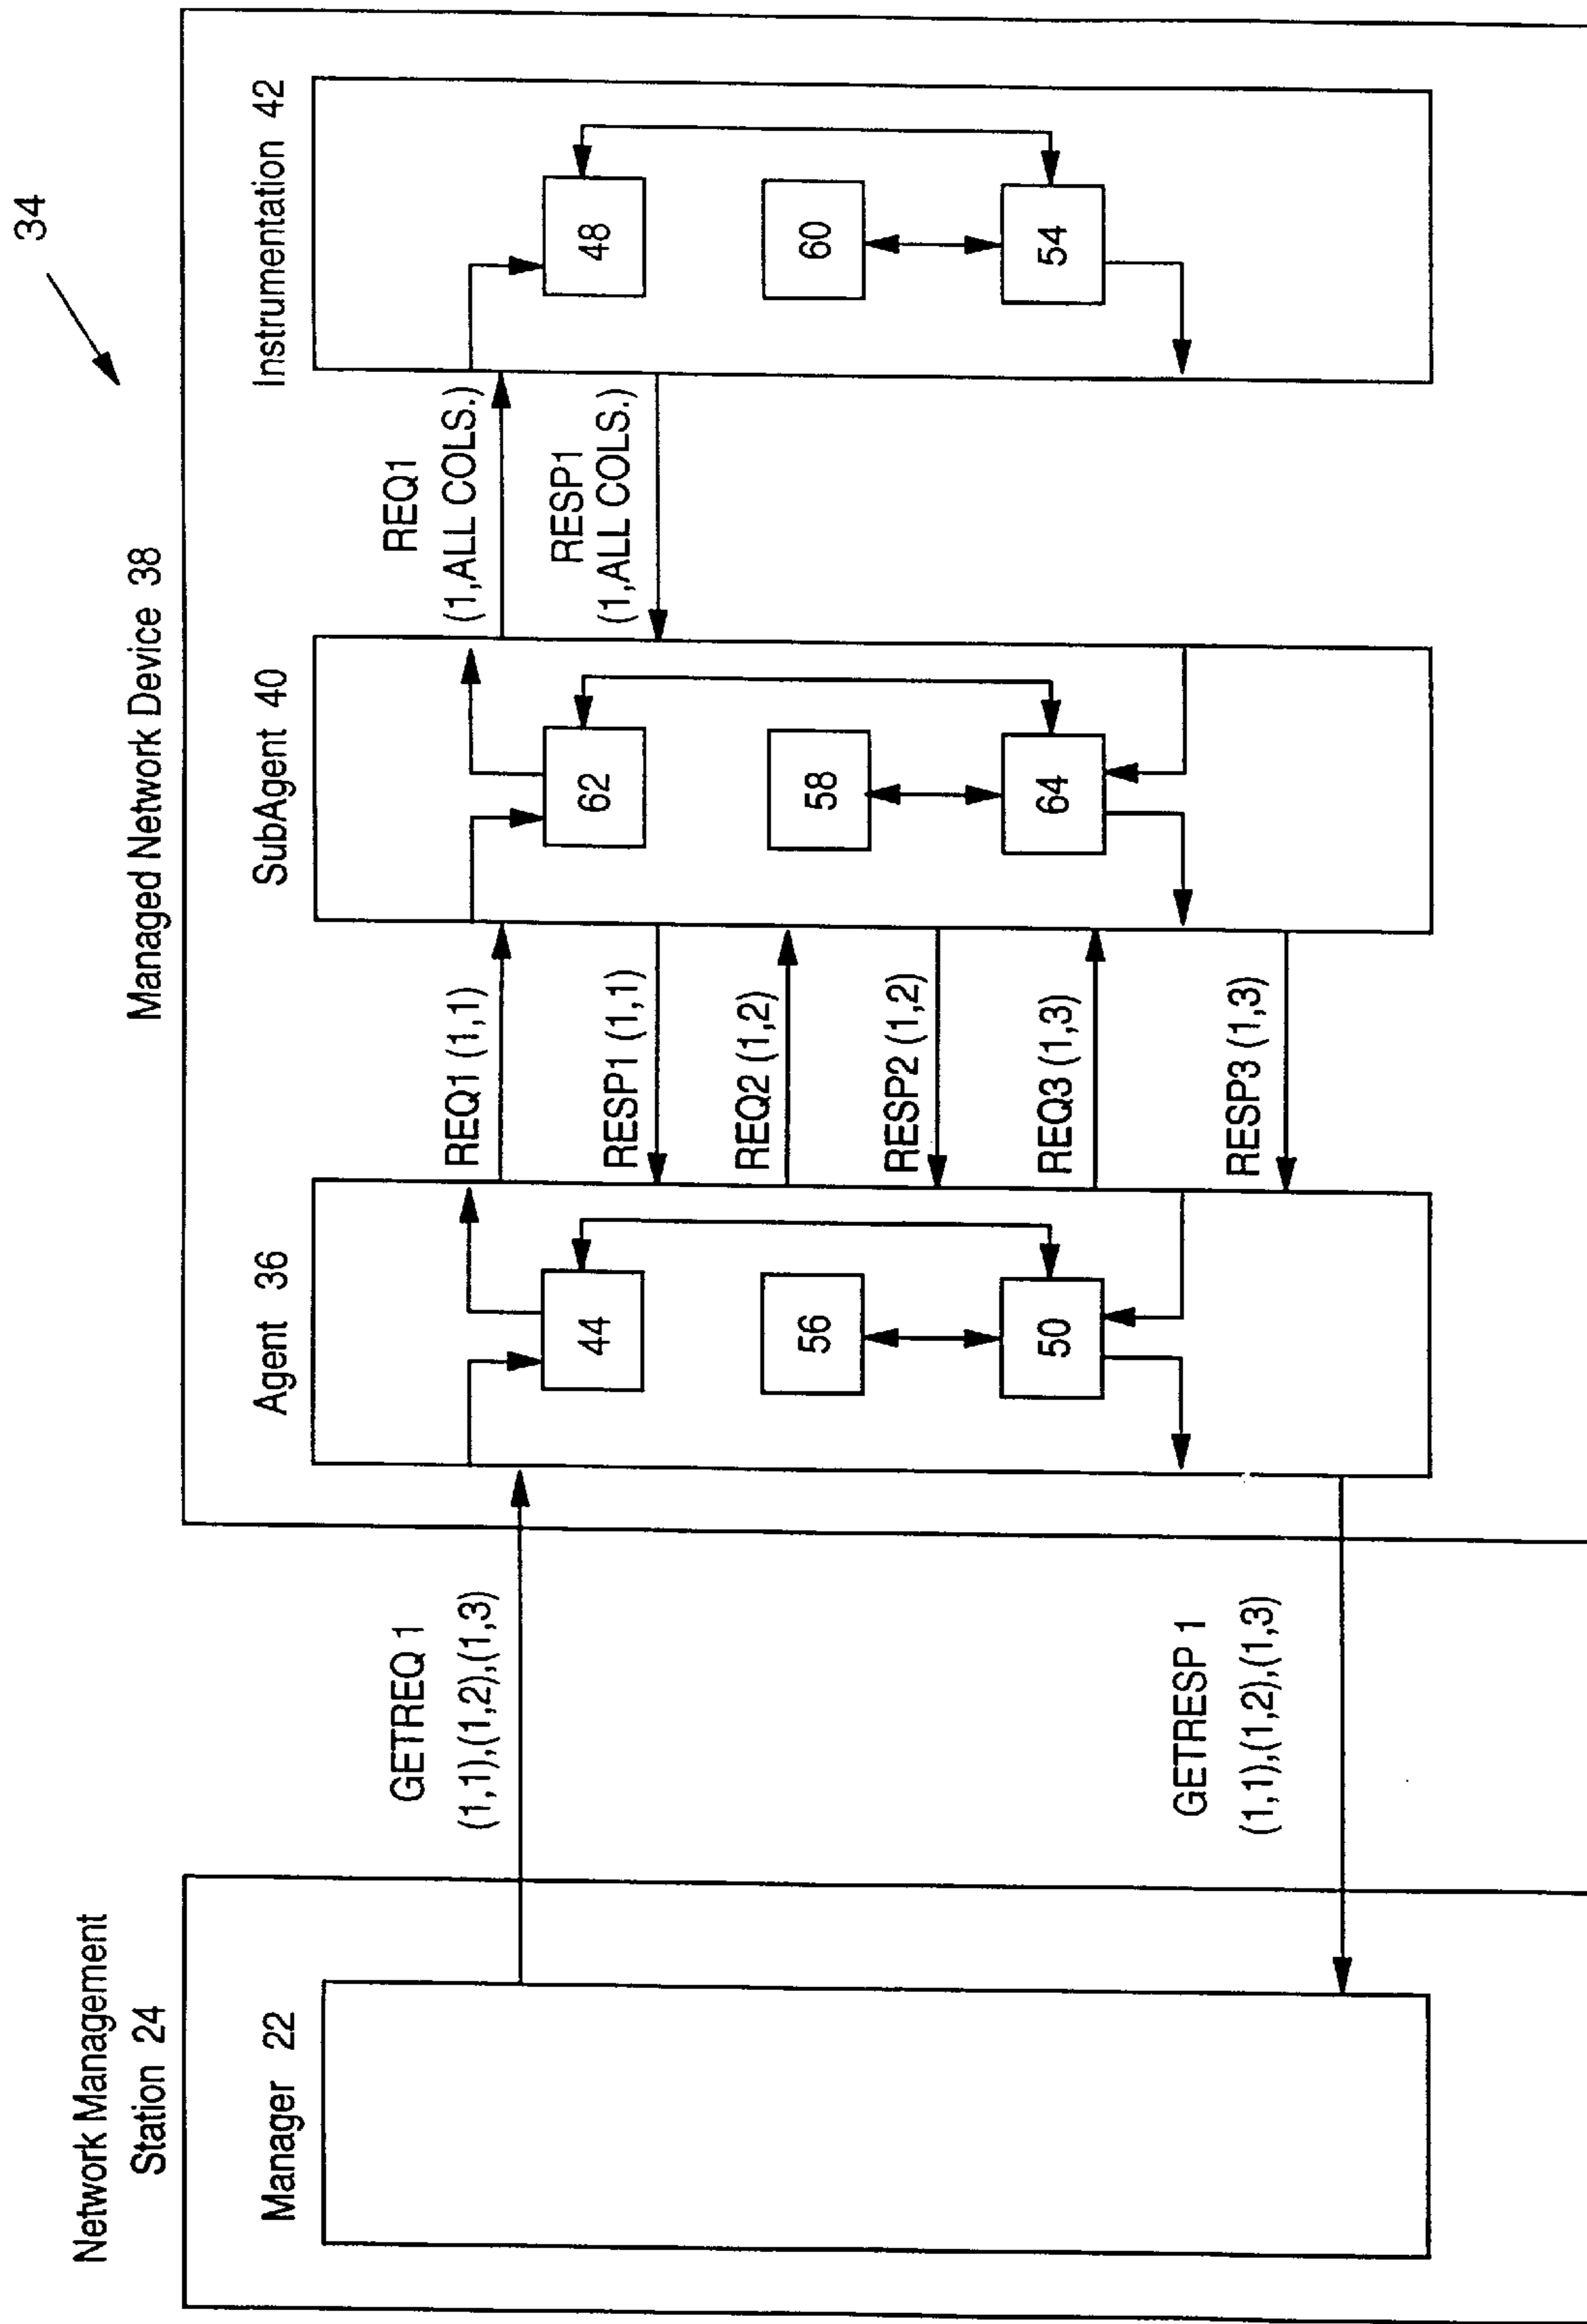 34
Network Management
Station 24
Manager 22
GETREQ 1
(1,1),(1,2),(1,3)
GETRESP 1
(1,1),(1,2),(1,3)
Managed Network Device 38
Agent 36
44
56
50
REQ1 (1,1)
RESP1 (1,1)
REQ2 (1,2)
RESP2 (1,2)
REQ3 (1,3)
RESP3 (1,3)
SubAgent 40
62
58
64
REQ1
(1,ALL COLS.)
RESP1
(1,ALL COLS.)
Instrumentation 42
48
60
54